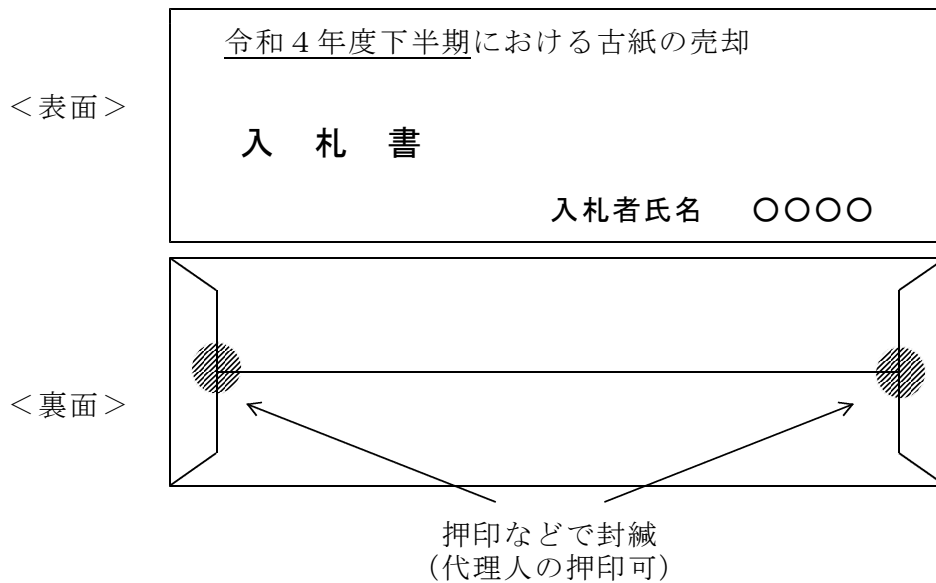 令和４年度下半期における古紙の売却
＜表面＞
入　札　書
入札者氏名　〇〇〇〇
＜裏面＞
押印などで封緘
（代理人の押印可）